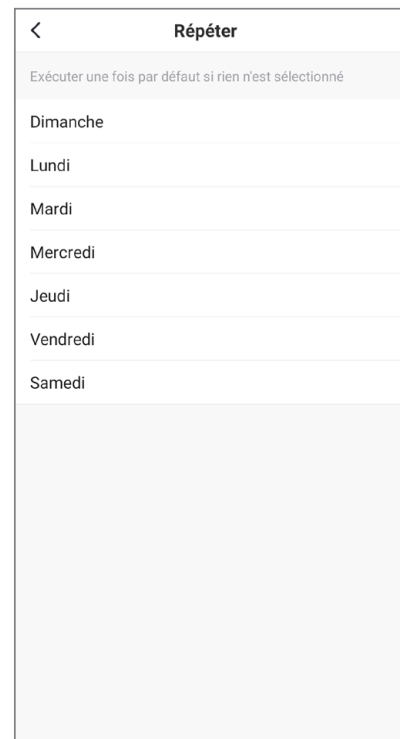 Répéter
Exécuter une fois par défaut si rien n'est sélectionné
Dimanche
Lundi
Mardi
Mercredi
Jeudi
Vendredi
Samedi